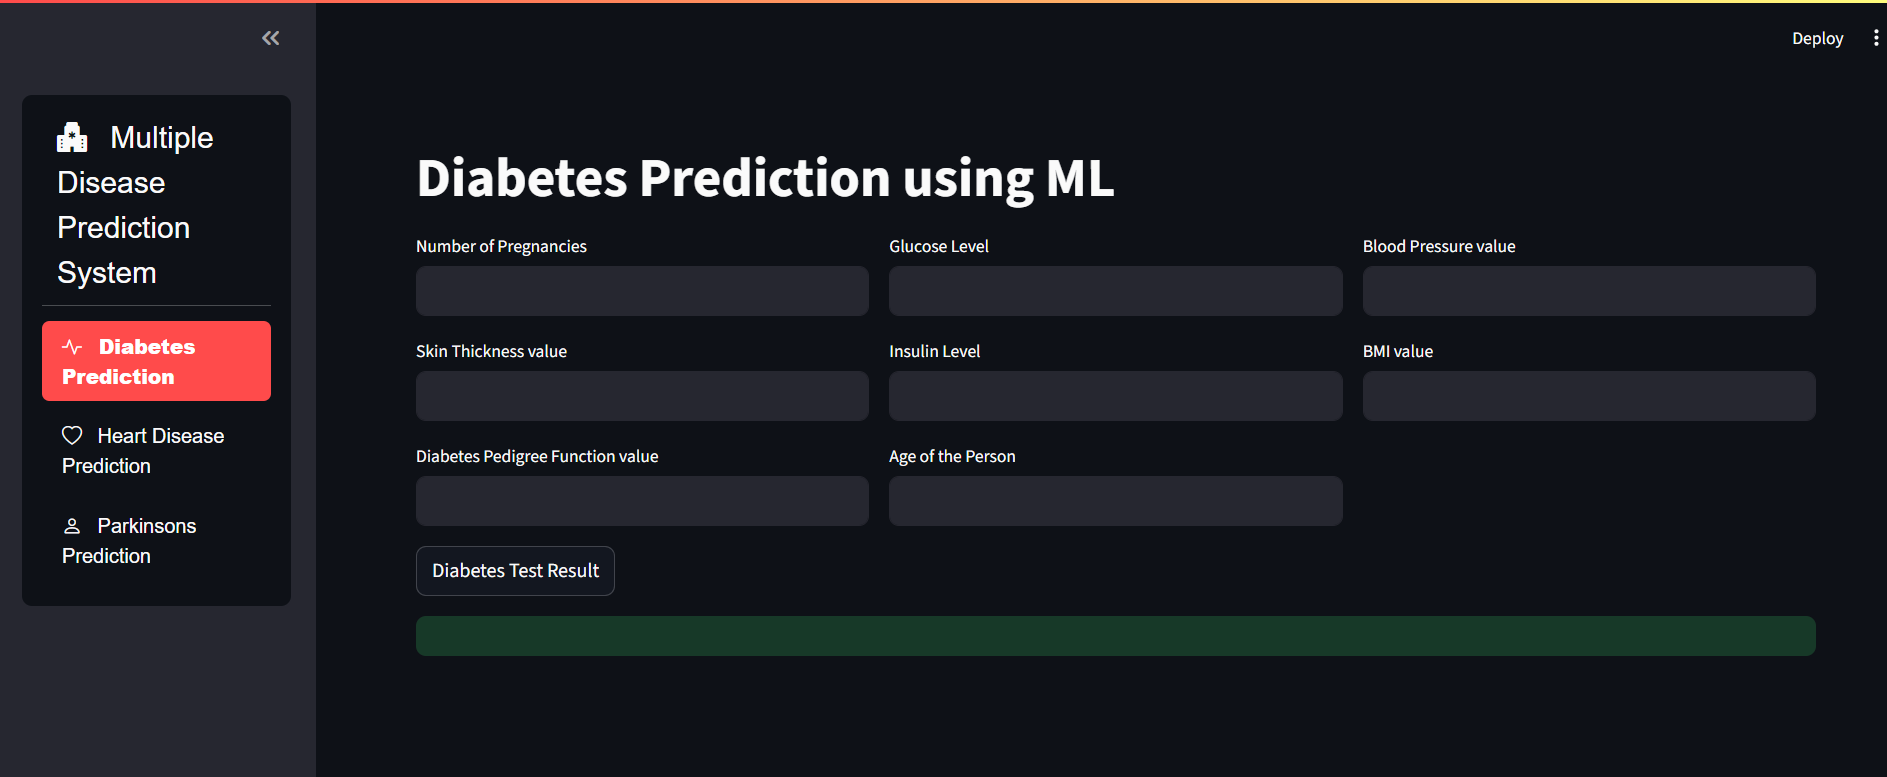 Deploy
Multiple
Disease
Prediction
System
Diabetes
Prediction
Heart Disease
Prediction
Parkinsons
Prediction
Diabetes Prediction using ML
Number of Pregnancies
Glucose Level
Blood Pressure value
Skin Thickness value
Insulin Level
BMI value
Diabetes Pedigree Function value
Age of the Person
Diabetes Test Result